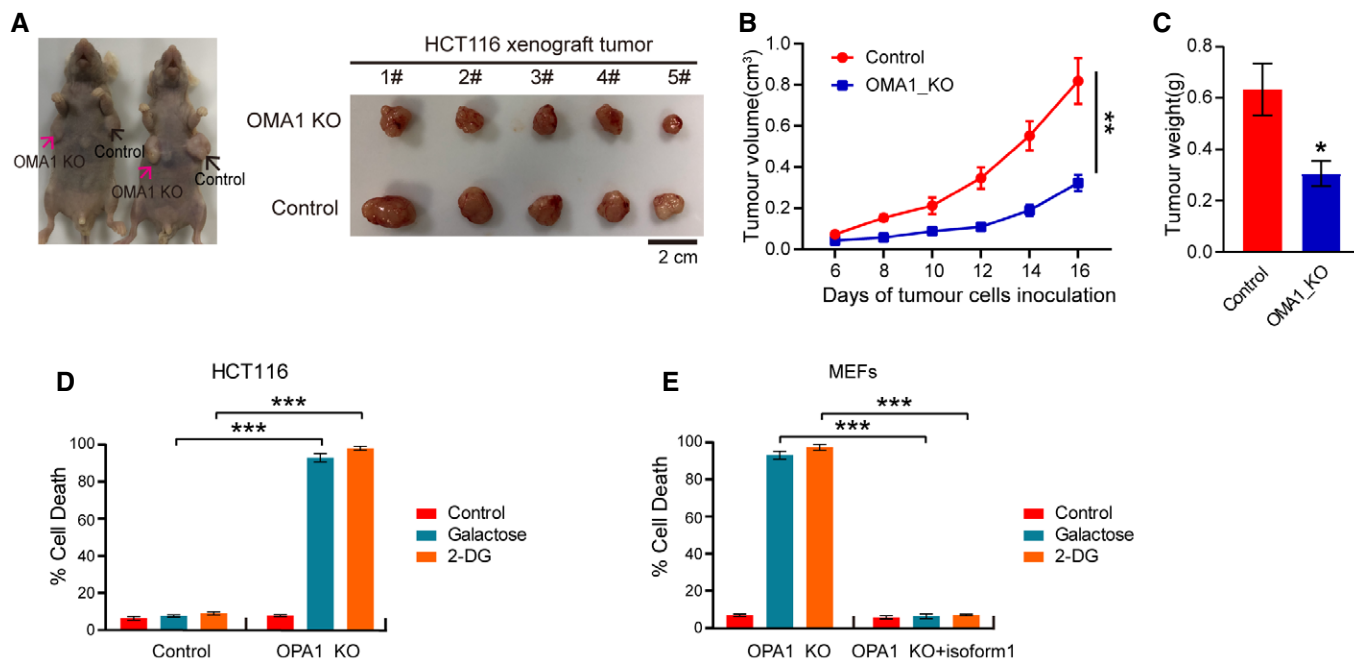 A
OMA1 KO
Control
OMA1 KO
Control
HCT116 xenograft tumor
1# 2# 3# 4# 5#
OMA1 KO
Control
2 cm
B
Tumour volume(cm³)
1.0
0.8
0.6
0.4
0.2
0.0
Control
OMA1_KO
**
6 8 10 12 14 16
Days of tumour cells inoculation
C
Tumour weight(g)
0.8
0.6
0.4
0.2
0.0
*
Control
OMA1_KO
D
HCT116
***
***
% Cell Death
100
80
60
40
20
0
Control
Galactose
2-DG
Control OPA1 KO
E
MEFs
***
***
% Cell Death
100
80
60
40
20
0
Control
Galactose
2-DG
OPA1 KO OPA1 KO+isoform1